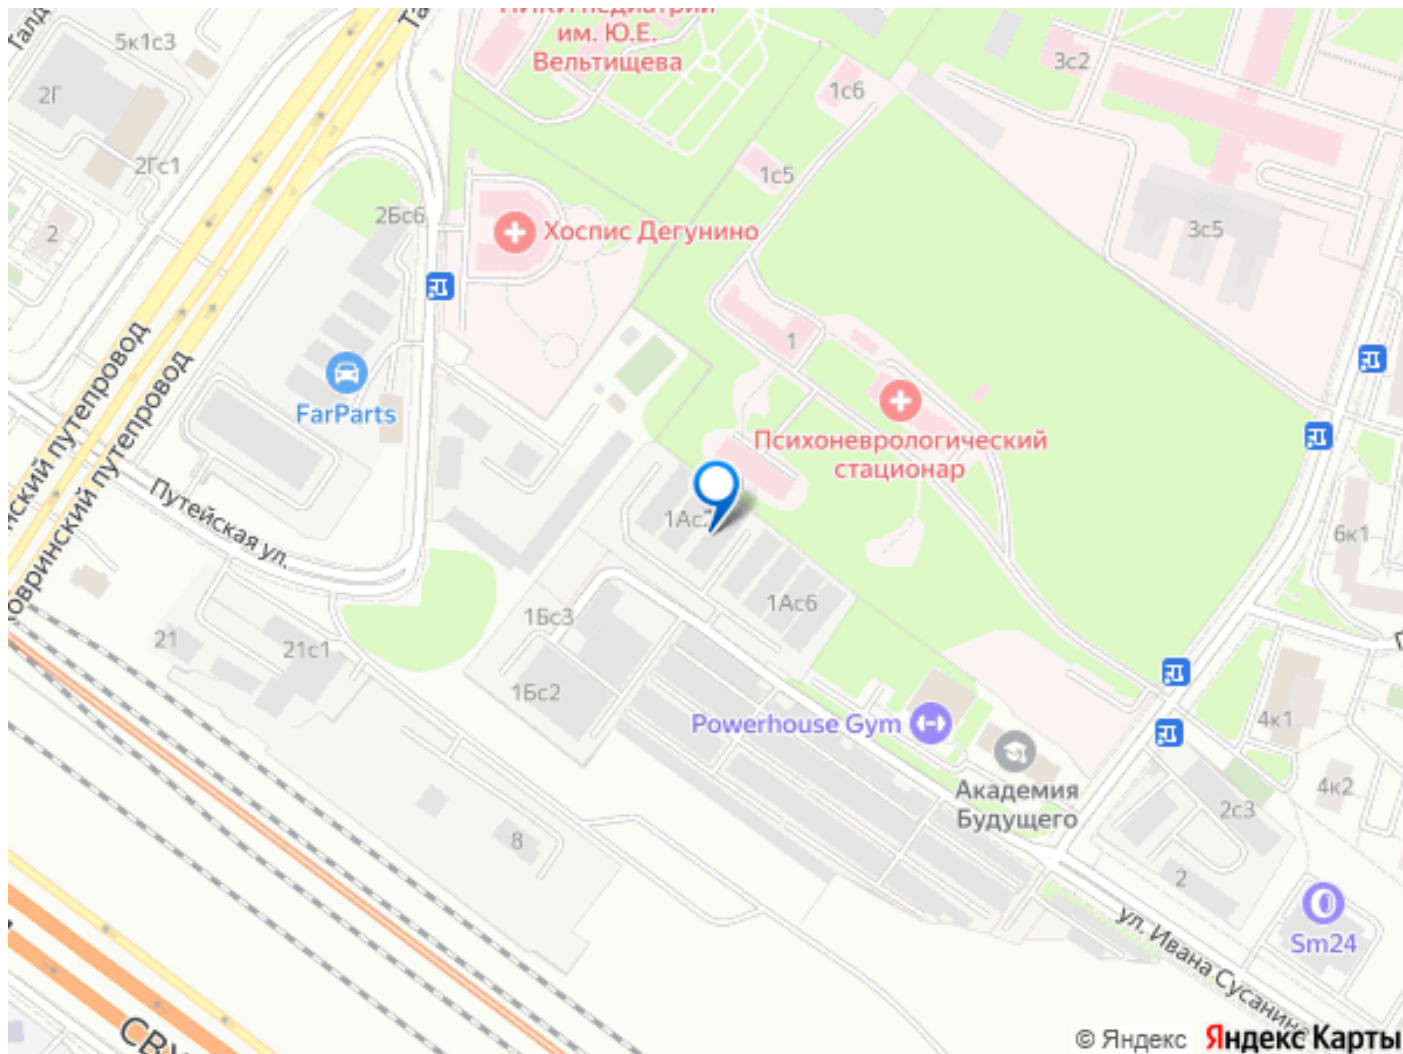 5к1с3
2Г
2Гс1
2
НИКИ педиатрии
им. Ю.Е.
Вельтищева
3с2
1с6
1с5
3с5
2Бс6
Хоспис Дегунино
1
FarParts
Психоневрологический
стационар
Путейская ул.
1Ас6
6к1
1Бс3
21
21с1
1Бс2
Powerhouse Gym
4к1
Академия
Будущего
4к2
2с3
8
2
ул. Ивана Сусанина
Sm24
© Яндекс Яндекс Карты